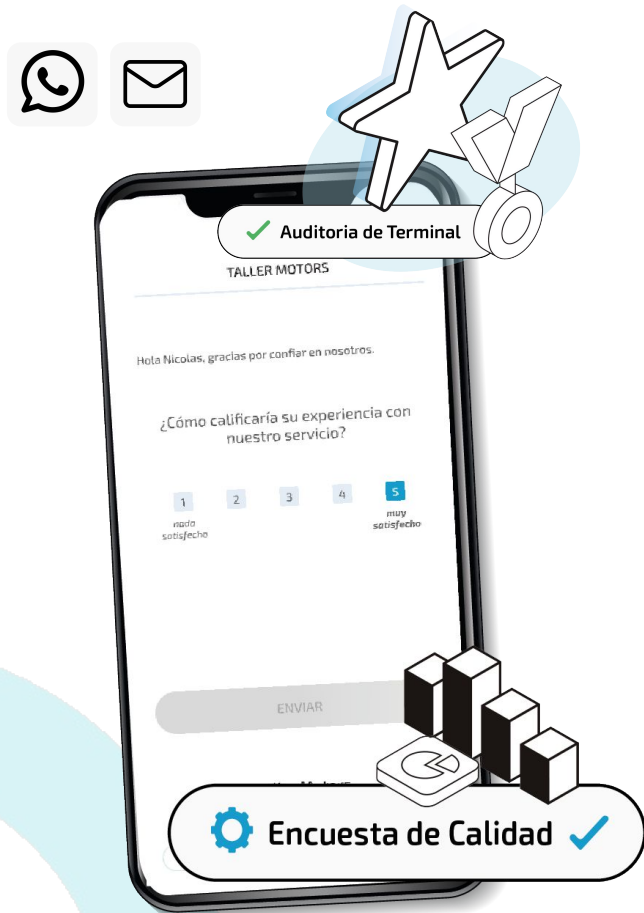 Auditoria de Terminal
TALLER MOTORS
Hola Nicolas, gracias por confiar en nosotros.
¿Cómo calificaría su experiencia con
nuestro servicio?
1 2 3 4 5
nada
satisfecho
muy
satisfecho
ENVIAR
Encuesta de Calidad